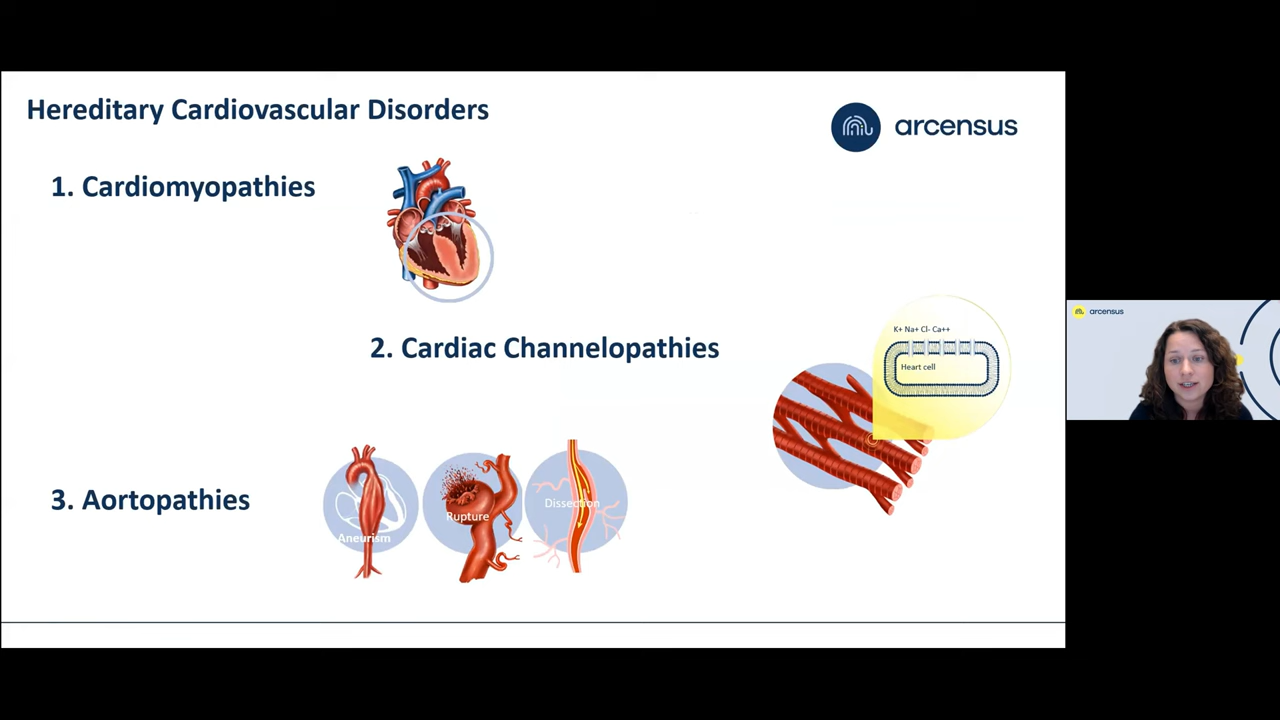 Hereditary Cardiovascular Disorders
arcensus
1. Cardiomyopathies
K+ Na+ Cl- Ca++
Heart cell
2. Cardiac Channelopathies
3. Aortopathies
Aneurism
Rupture
Dissection
arcensus